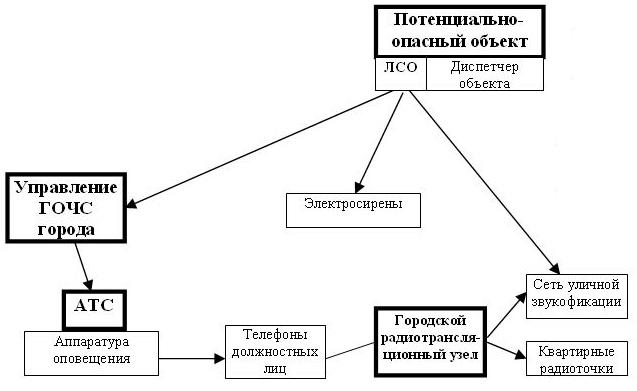 Потенциально-
опасный объект
ЛСО
Диспетчер
объекта
Управление
ГОЧС
города
Электросирены
АТС
Аппаратура
оповещения
Телефоны
должностных
лиц
Городской
радиотрансля-
ционный узел
Сеть уличной
звукофикации
Квартирные
радиоточки